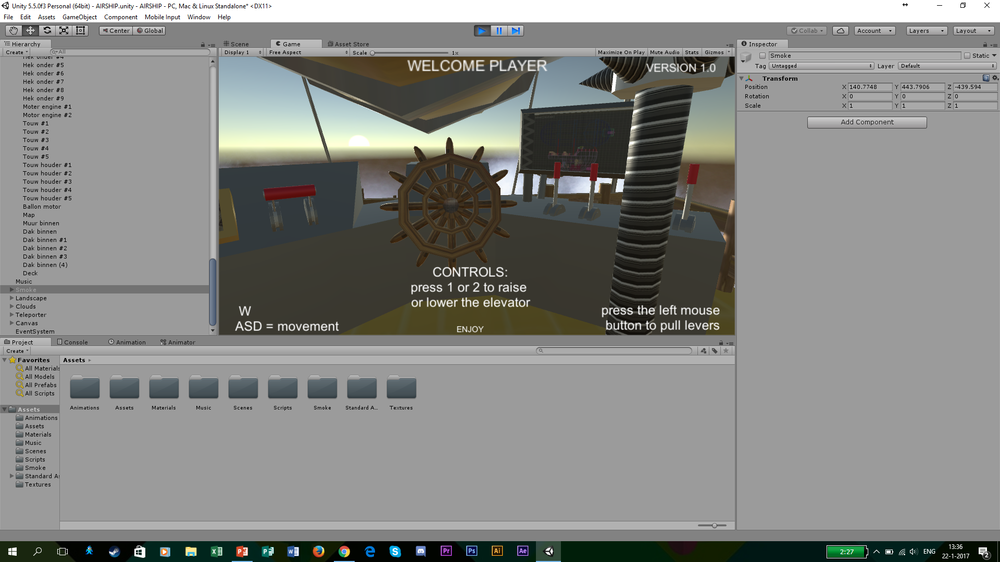 Unity 5.5.0f3 Personal (64bit) - AIRSHIP.unity - AIRSHIP - PC, Mac & Linux Standalone* <DX11>
File Edit Assets GameObject Component Mobile Input Window Help
Center Global
Collab Account Layers Layout
Hierarchy
Create All
Hek onder #4
Hek onder #5
Hek onder #6
Hek onder #7
Hek onder #8
Hek onder #9
Moter engine #1
Motor engine #2
Touw #1
Touw #2
Touw #3
Touw #4
Touw #5
Touw houder #1
Touw houder #2
Touw houder #3
Touw houder #4
Touw houder #5
Ballon motor
Map
Muur binnen
Dak binnen
Dak binnen #1
Dak binnen #2
Dak binnen #3
Dak binnen (4)
Deck
Music
Smoke
Landscape
Clouds
Teleporter
Canvas
EventSystem
Scene Game Asset Store
Display 1 Free Aspect Scale 1x Maximize On Play Mute Audio Stats Gizmos
WELCOME PLAYER
VERSION 1.0
CONTROLS:
press 1 or 2 to raise
or lower the elevator
W
ASD = movement
ENJOY
press the left mouse
button to pull levers
Inspector
Smoke Static
Tag Untagged Layer Default
Transform
Position X 140.7748 Y 443.7906 Z -439.594
Rotation X 0 Y 0 Z 0
Scale X 1 Y 1 Z 1
Add Component
Project Console Animation Animator
Create
Favorites
All Materials
All Models
All Prefabs
All Scripts
Assets
Animations
Assets
Materials
Music
Scenes
Scripts
Smoke
Standard As
Textures
Assets
Animations Assets Materials Music Scenes Scripts Smoke Standard A... Textures
Pr Ps Ai Ae
2:27
ENG
13:36
22-1-2017
2